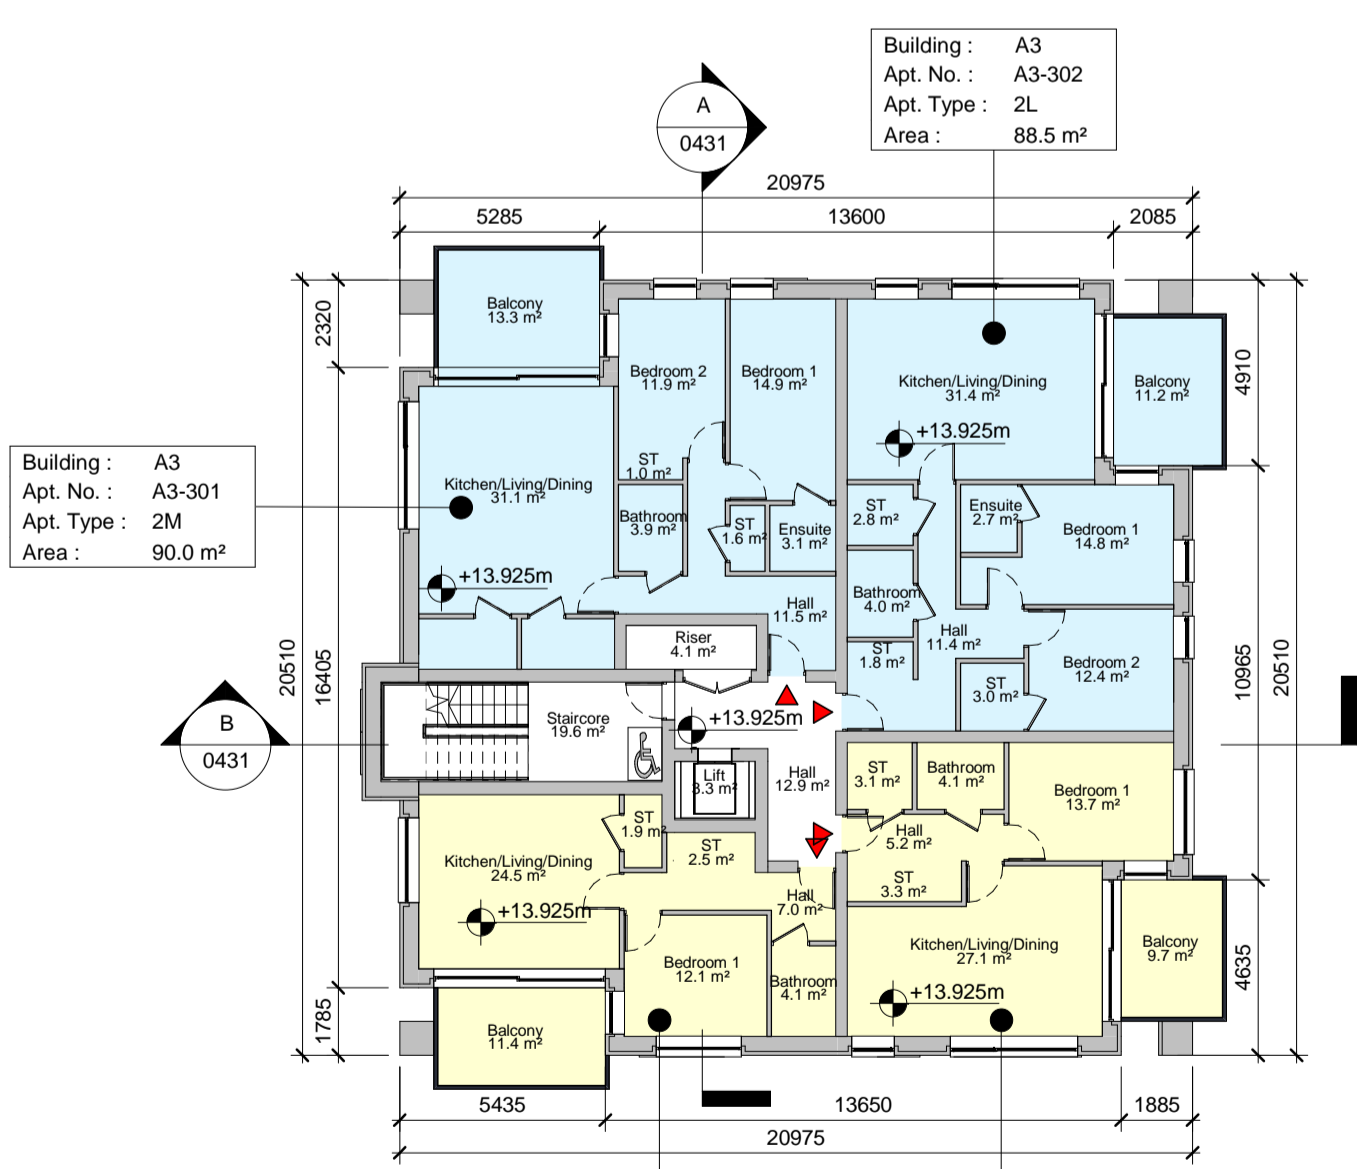 Building : A3
Apt. No. : A3-302
Apt. Type : 2L
Area : 88.5 m²
A
0431
20975
5285
13600
2085
Balcony
13.3 m²
2320
Bedroom 2
11.9 m²
Bedroom 1
14.9 m²
Kitchen/Living/Dining
31.4 m²
Balcony
11.2 m²
4910
+13.925m
Building : A3
Apt. No. : A3-301
Apt. Type : 2M
Area : 90.0 m²
ST
1.0 m²
Kitchen/Living/Dining
31.1 m²
Bathroom
3.9 m²
ST
1.6 m²
Ensuite
3.1 m²
ST
2.8 m²
Ensuite
2.7 m²
Bedroom 1
14.8 m²
+13.925m
Hall
11.5 m²
Bathroom
4.0 m²
Riser
4.1 m²
Hall
11.4 m²
ST
1.8 m²
Bedroom 2
12.4 m²
ST
3.0 m²
20510
16405
10965
20510
B
0431
Staircore
19.6 m²
+13.925m
Lift
3.3 m²
Hall
12.9 m²
ST
3.1 m²
Bathroom
4.1 m²
Bedroom 1
13.7 m²
ST
1.9 m²
ST
2.5 m²
Hall
5.2 m²
Kitchen/Living/Dining
24.5 m²
ST
3.3 m²
Hall
7.0 m²
+13.925m
Bedroom 1
12.1 m²
Bathroom
4.1 m²
Kitchen/Living/Dining
27.1 m²
Balcony
9.7 m²
4635
+13.925m
1785
Balcony
11.4 m²
5435
13650
1885
20975